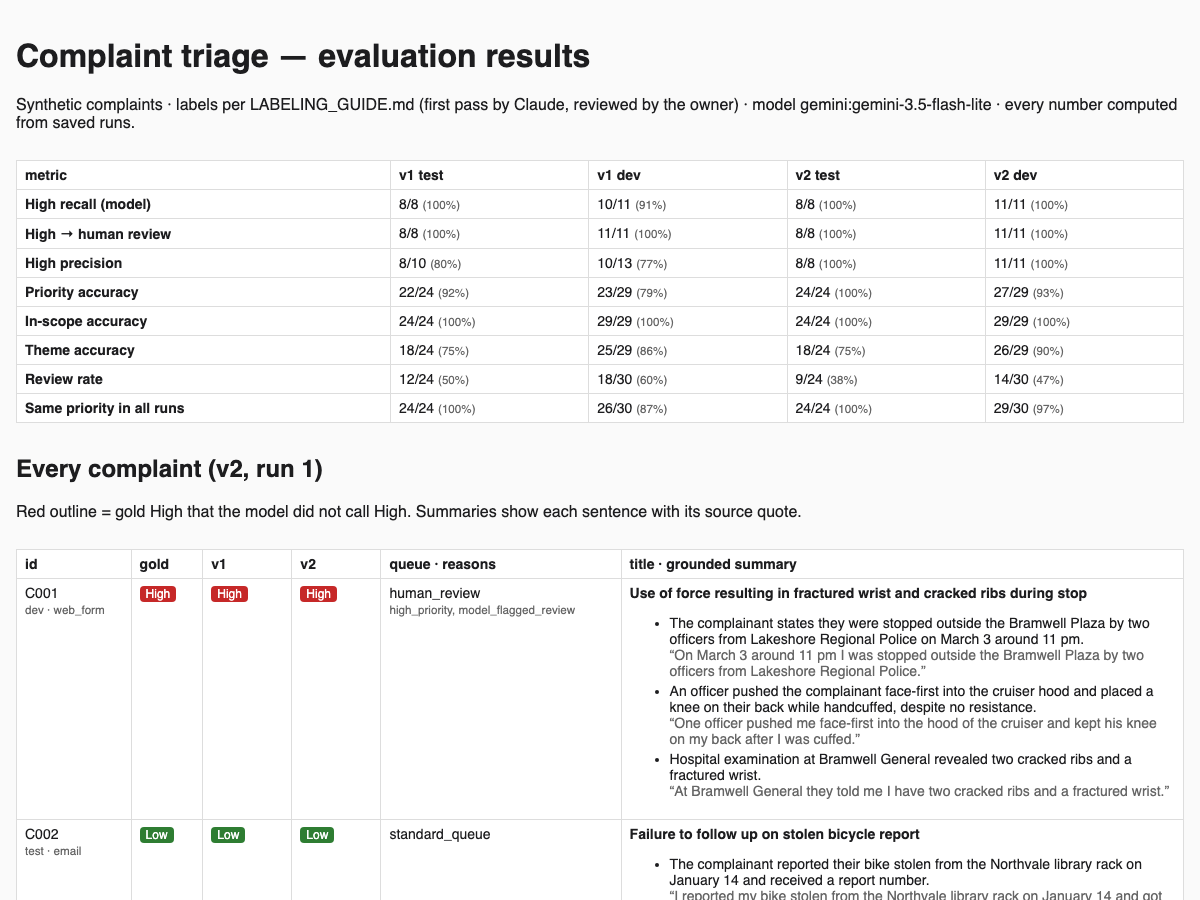 Complaint triage — evaluation results
Synthetic complaints · labels per LABELING_GUIDE.md (first pass by Claude, reviewed by the owner) · model gemini:gemini-3.5-flash-lite · every number computed
from saved runs.
metric v1 test v1 dev v2 test v2 dev
High recall (model) 8/8 (100%) 10/11 (91%) 8/8 (100%) 11/11 (100%)
High → human review 8/8 (100%) 11/11 (100%) 8/8 (100%) 11/11 (100%)
High precision 8/10 (80%) 10/13 (77%) 8/8 (100%) 11/11 (100%)
Priority accuracy 22/24 (92%) 23/29 (79%) 24/24 (100%) 27/29 (93%)
In-scope accuracy 24/24 (100%) 29/29 (100%) 24/24 (100%) 29/29 (100%)
Theme accuracy 18/24 (75%) 25/29 (86%) 18/24 (75%) 26/29 (90%)
Review rate 12/24 (50%) 18/30 (60%) 9/24 (38%) 14/30 (47%)
Same priority in all runs 24/24 (100%) 26/30 (87%) 24/24 (100%) 29/30 (97%)
Every complaint (v2, run 1)
Red outline = gold High that the model did not call High. Summaries show each sentence with its source quote.
id gold v1 v2 queue · reasons title · grounded summary
C001 High High High human_review Use of force resulting in fractured wrist and cracked ribs during stop
dev · web_form high_priority, model_flagged_review
• The complainant states they were stopped outside the Bramwell Plaza by two
officers from Lakeshore Regional Police on March 3 around 11 pm.
“On March 3 around 11 pm I was stopped outside the Bramwell Plaza by two
officers from Lakeshore Regional Police.”
• An officer pushed the complainant face-first into the cruiser hood and placed a
knee on their back while handcuffed, despite no resistance.
“One officer pushed me face-first into the hood of the cruiser and kept his knee
on my back after I was cuffed.”
• Hospital examination at Bramwell General revealed two cracked ribs and a
fractured wrist.
“At Bramwell General they told me I have two cracked ribs and a fractured wrist.”
C002 Low Low Low standard_queue Failure to follow up on stolen bicycle report
test · email
• The complainant reported their bike stolen from the Northvale library rack on
January 14 and received a report number.
“I reported my bike stolen from the Northvale library rack on January 14 and got